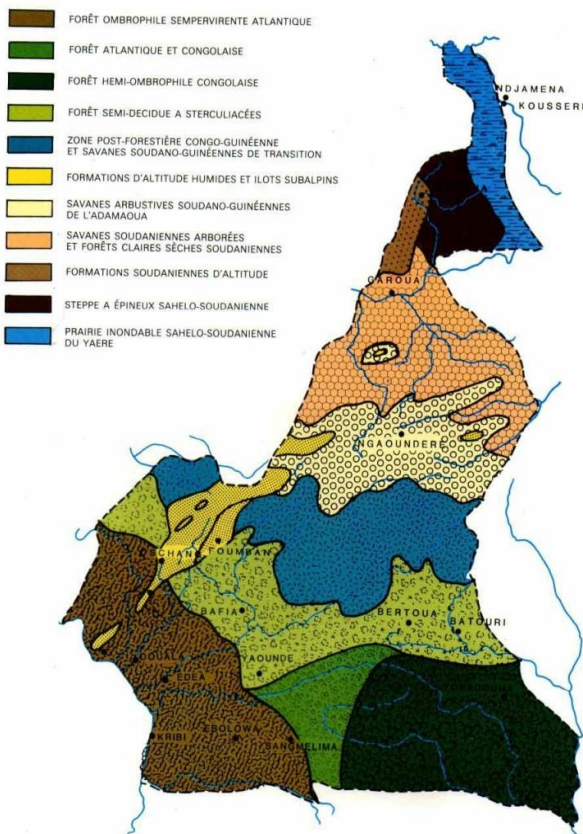 FORÊT OMBROPHILE SEMPERVIRENTE ATLANTIQUE
FORÊT ATLANTIQUE ET CONGOLAISE
FORÊT HEMI-OMBROPHILE CONGOLAISE
FORÊT SEMI-DECIDUE A STERCULIACÉES
ZONE POST-FORESTIÈRE CONGO-GUINÉENNE
ET SAVANES SOUDANO-GUINÉENNES DE TRANSITION
FORMATIONS D'ALTITUDE HUMIDES ET ILOTS SUBALPINS
SAVANES ARBUSTIVES SOUDANO-GUINÉENNES
DE L'ADAMAOUA
SAVANES SOUDANIENNES ARBORÉES
ET FORÊTS CLAIRES SÈCHES SOUDANIENNES
FORMATIONS SOUDANIENNES D'ALTITUDE
STEPPE A ÉPINEUX SAHELO-SOUDANIENNE
PRAIRIE INONDABLE SAHELO-SOUDANIENNE
DU YAERE
NDJAMENA
KOUSSERI
GAROUA
NGAOUNDERE
DSCHANG
FOUMBAN
BAFIA
BERTOUA
BATOURI
YAOUNDE
EDEA
KRIBI
EBOLOWA
SANGMELIMA